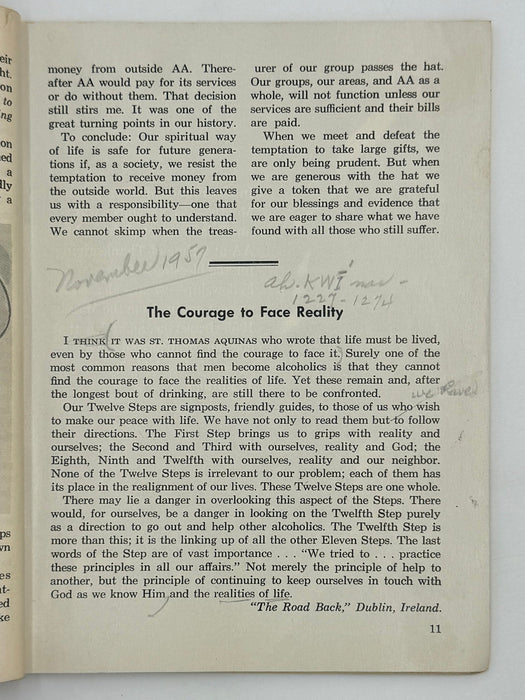 eir
ht.
on
to
ng
on
ed
a
lly
a
ps
vn
es
at-
ed
ke
money from outside AA. There-
after AA would pay for its services
or do without them. That decision
still stirs me. It was one of the
great turning points in our history.
To conclude: Our spiritual way
of life is safe for future genera-
tions if, as a society, we resist the
temptation to receive money from
the outside world. But this leaves
us with a responsibility—one that
every member ought to understand.
We cannot skimp when the treas-
urer of our group passes the hat.
Our groups, our areas, and AA as a
whole, will not function unless our
services are sufficient and their bills
are paid.
When we meet and defeat the
temptation to take large gifts, we
are only being prudent. But when
we are generous with the hat we
give a token that we are grateful
for our blessings and evidence that
we are eager to share what we have
found with all those who still suffer.
November 1957
ah-KWI'nas-
1227-1274
The Courage to Face Reality
I THINK IT WAS ST. THOMAS AQUINAS who wrote that life must be lived,
even by those who cannot find the courage to face it. Surely one of the
most common reasons that men become alcoholics is that they cannot
find the courage to face the realities of life. Yet these remain and, after
the longest bout of drinking, are still there to be confronted.
we have
Our Twelve Steps are signposts, friendly guides, to those of us who wish
to make our peace with life. We have not only to read them but to follow
their directions. The First Step brings us to grips with reality and
ourselves; the Second and Third with ourselves, reality and God; the
Eighth, Ninth and Twelfth with ourselves, reality and our neighbor.
None of the Twelve Steps is irrelevant to our problem; each of them has
its place in the realignment of our lives. These Twelve Steps are one whole.
There may lie a danger in overlooking this aspect of the Steps. There
would, for ourselves, be a danger in looking on the Twelfth Step purely
as a direction to go out and help other alcoholics. The Twelfth Step is
more than this; it is the linking up of all the other Eleven Steps. The last
words of the Step are of vast importance . . . "We tried to . . . practice
these principles in all our affairs." Not merely the principle of help to
another, but the principle of continuing to keep ourselves in touch with
God as we know Him and the realities of life.
"The Road Back," Dublin, Ireland.
11